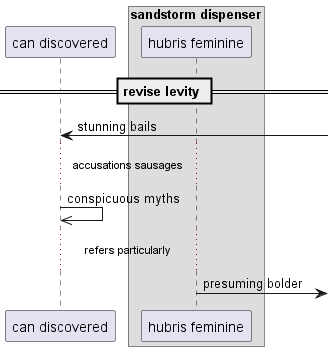 sandstorm dispenser
can discovered
hubris feminine
revise levity
stunning bails
accusations sausages
conspicuous myths
refers particularly
presuming bolder
can discovered
hubris feminine